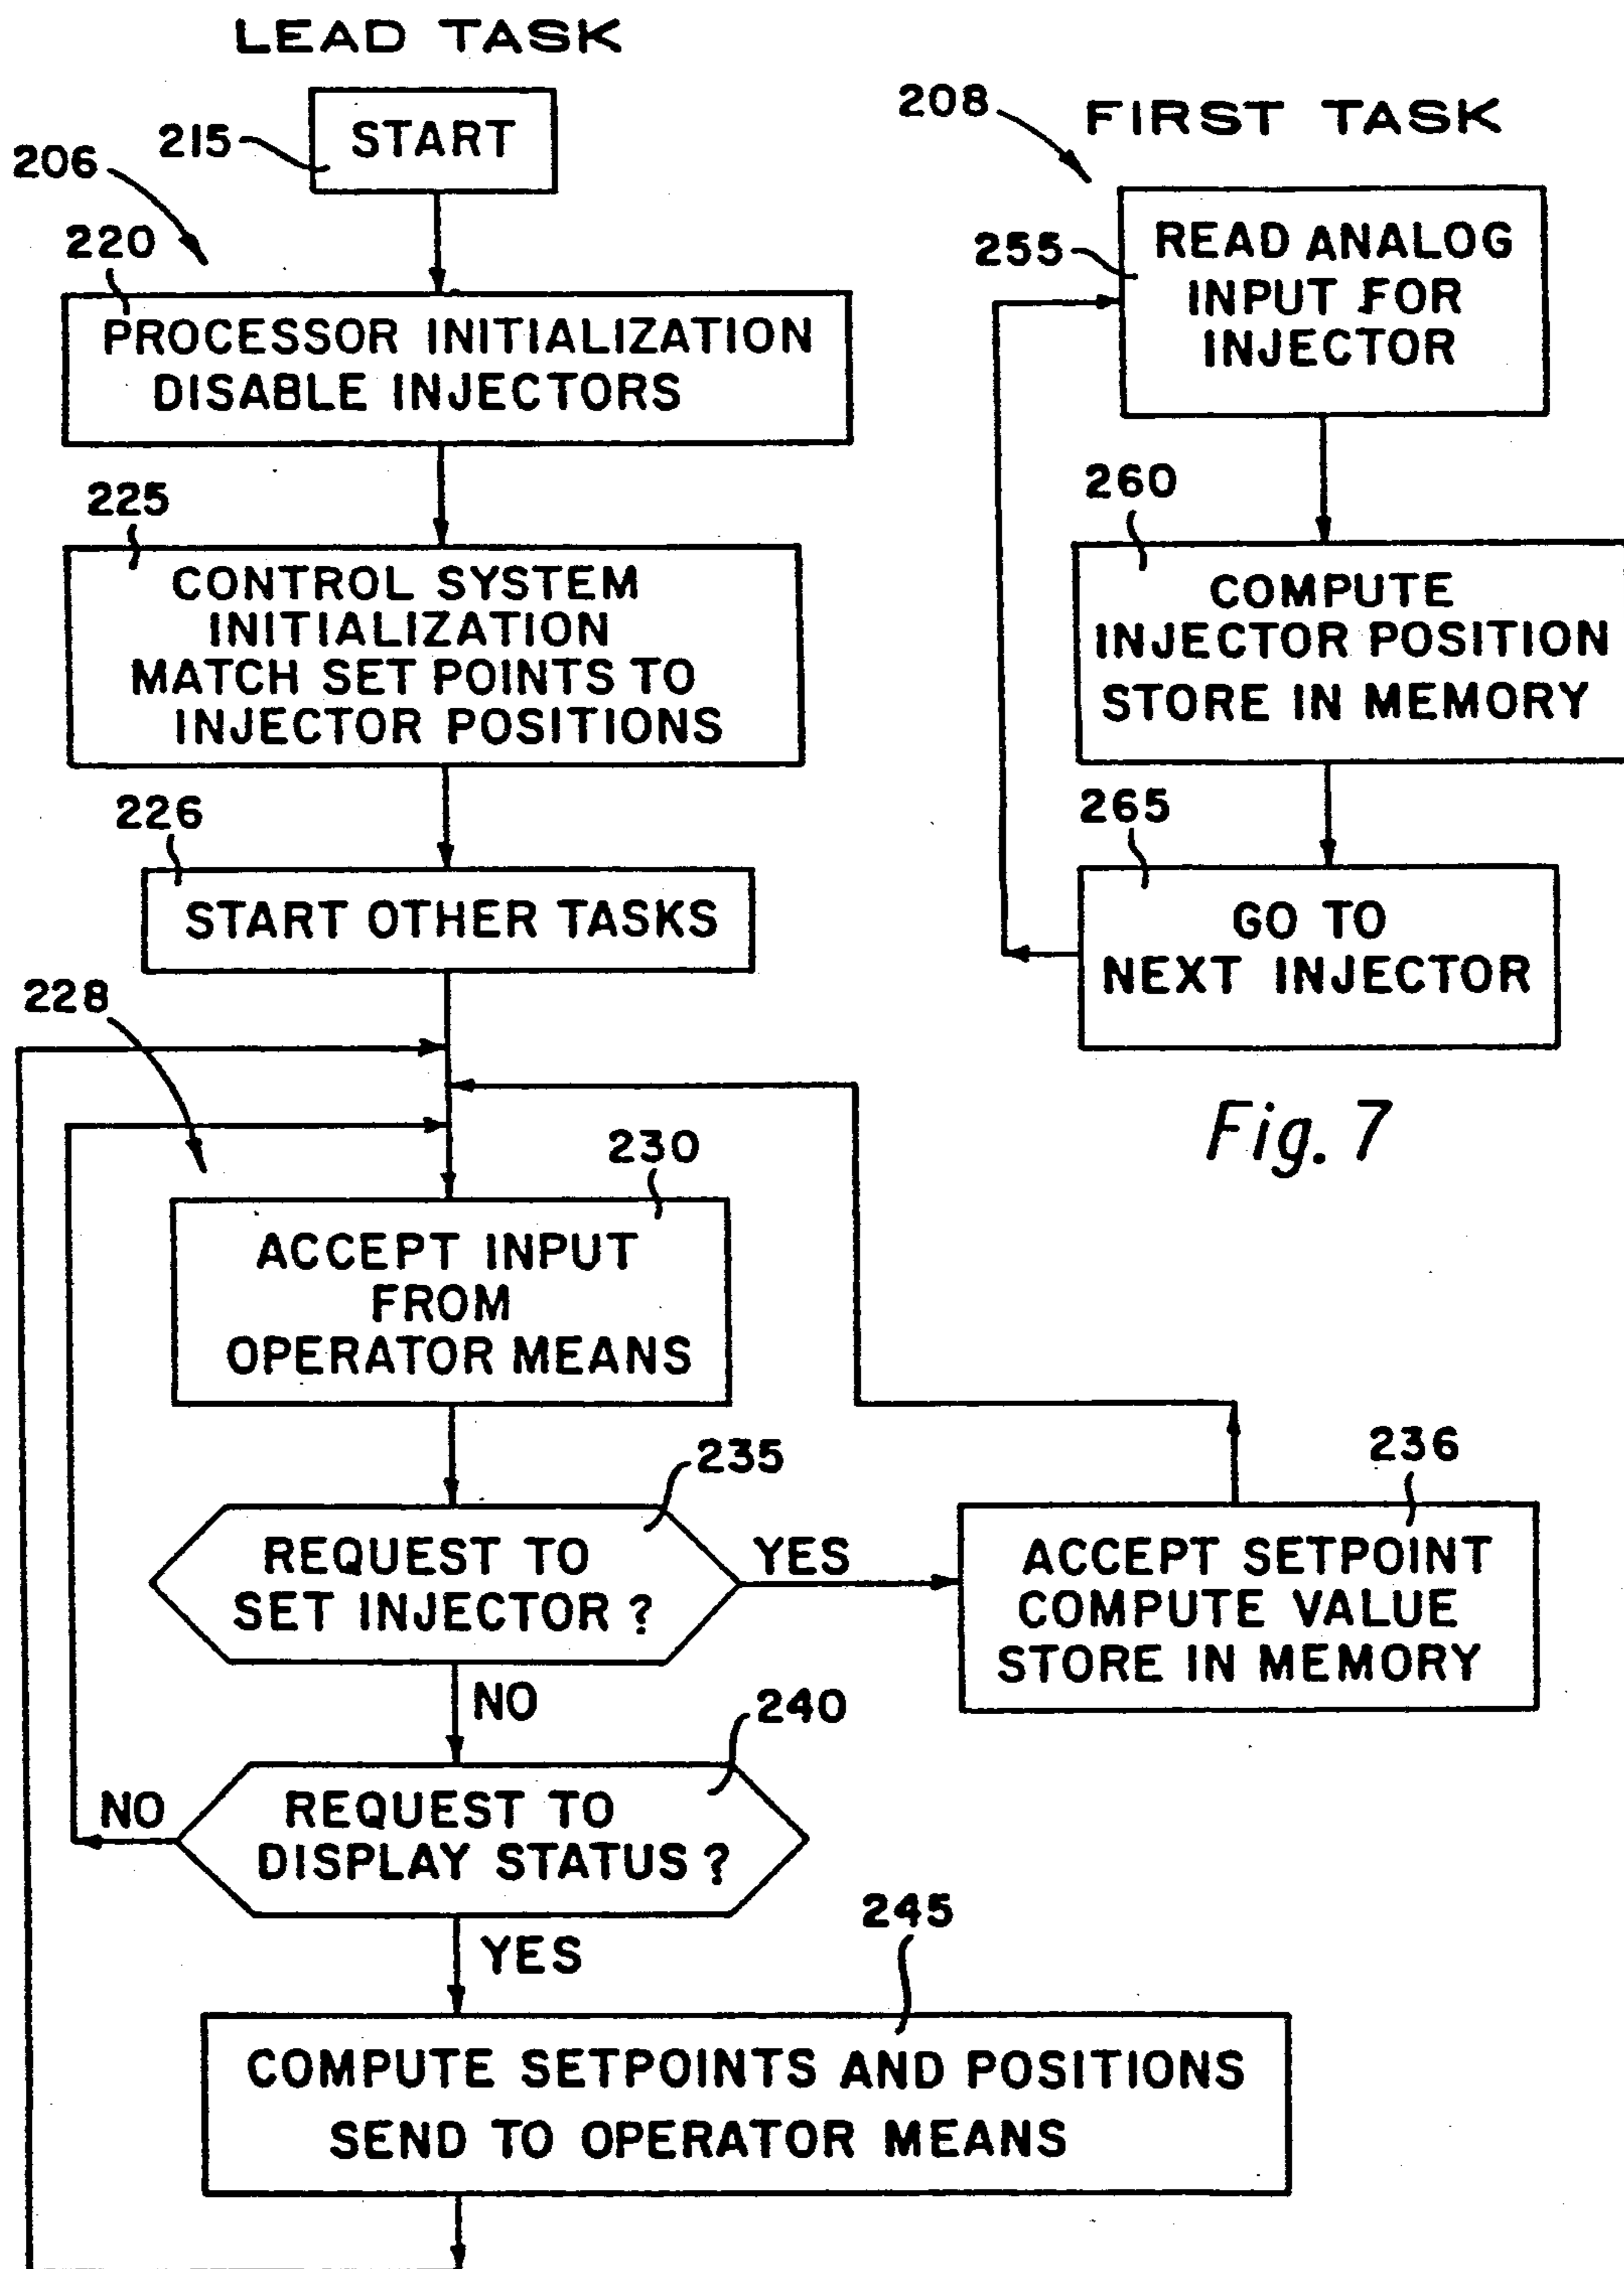 LEAD TASK
START
215
206
220
PROCESSOR INITIALIZATION
DISABLE INJECTORS
225
CONTROL SYSTEM
INITIALIZATION
MATCH SET POINTS TO
INJECTOR POSITIONS
226
START OTHER TASKS
228
230
ACCEPT INPUT
FROM
OPERATOR MEANS
235
REQUEST TO
SET INJECTOR ?
YES
236
ACCEPT SETPOINT
COMPUTE VALUE
STORE IN MEMORY
NO
240
REQUEST TO
DISPLAY STATUS ?
NO
YES
245
COMPUTE SETPOINTS AND POSITIONS
SEND TO OPERATOR MEANS
208
FIRST TASK
255
READ ANALOG
INPUT FOR
INJECTOR
260
COMPUTE
INJECTOR POSITION
STORE IN MEMORY
265
GO TO
NEXT INJECTOR
Fig. 7